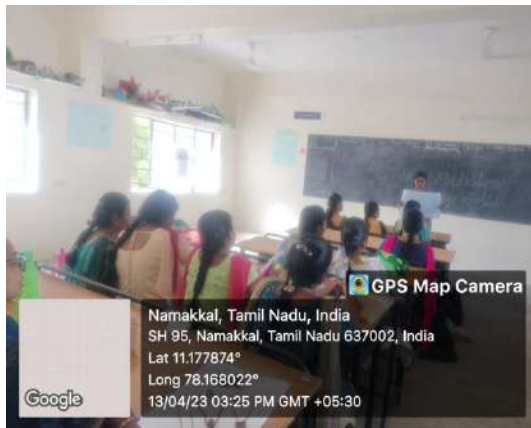 GPS Map Camera
Namakkal, Tamil Nadu, India
SH 95, Namakkal, Tamil Nadu 637002, India
Lat 11.177874°
Long 78.168022°
13/04/23 03:25 PM GMT +05:30
Google